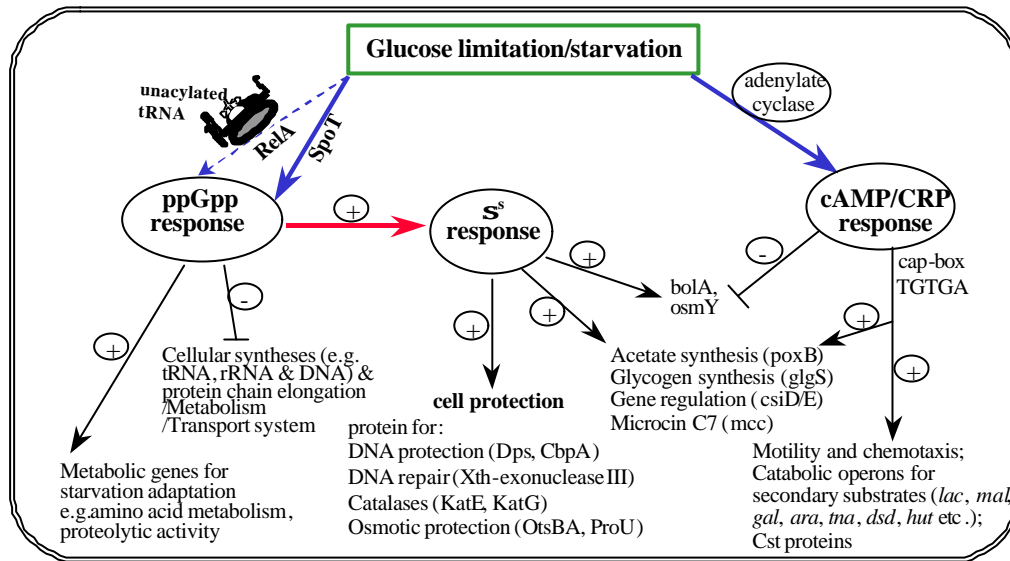 Glucose limitation/starvation
unacylated
tRNA
RelA
SpoT
adenylate
cyclase
ppGpp
response
+
s^s
response
cAMP/CRP
response
+
-
+
+
+
-
cap-box
TGTGA
+
+
bolA,
osmY
Cellular syntheses (e.g.
tRNA, rRNA & DNA) &
protein chain elongation
/Metabolism
/Transport system
Metabolic genes for
starvation adaptation
e.g.amino acid metabolism,
proteolytic activity
cell protection
protein for:
DNA protection (Dps, CbpA)
DNA repair (Xth-exonuclease III)
Catalases (KatE, KatG)
Osmotic protection (OtsBA, ProU)
Acetate synthesis (poxB)
Glycogen synthesis (glgS)
Gene regulation (csiD/E)
Microcin C7 (mcc)
Motility and chemotaxis;
Catabolic operons for
secondary substrates (lac, mal,
gal, ara, tna, dsd, hut etc.);
Cst proteins